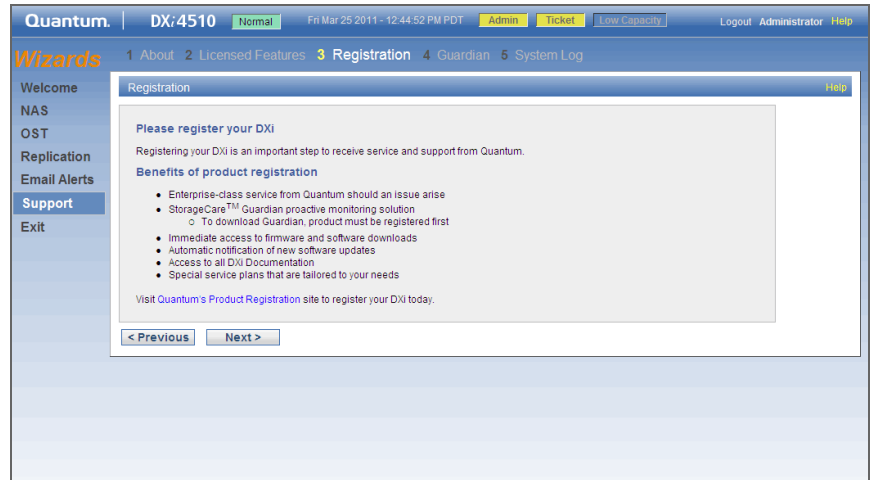 Quantum. DXi4510 Normal Fri Mar 25 2011 - 12:44:52 PM PDT Admin Ticket Low Capacity Logout Administrator Help
Wizards 1 About 2 Licensed Features 3 Registration 4 Guardian 5 System Log
Welcome
NAS
OST
Replication
Email Alerts
Support
Exit
Registration Help
Please register your DXi
Registering your DXi is an important step to receive service and support from Quantum.
Benefits of product registration
• Enterprise-class service from Quantum should an issue arise
• StorageCare™ Guardian proactive monitoring solution
○ To download Guardian, product must be registered first
• Immediate access to firmware and software downloads
• Automatic notification of new software updates
• Access to all DXi Documentation
• Special service plans that are tailored to your needs
Visit Quantum's Product Registration site to register your DXi today.
< Previous Next >